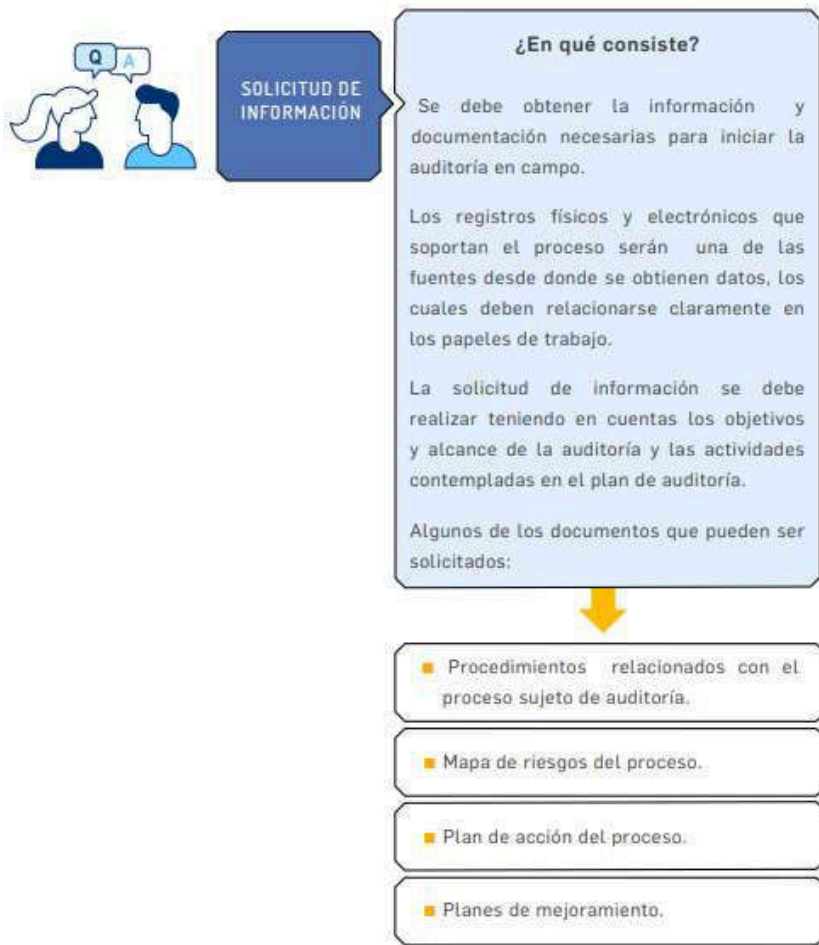 Q A
SOLICITUD DE
INFORMACIÓN
¿En qué consiste?
Se debe obtener la información y
documentación necesarias para iniciar la
auditoría en campo.
Los registros físicos y electrónicos que
soportan el proceso serán una de las
fuentes desde donde se obtienen datos, los
cuales deben relacionarse claramente en
los papeles de trabajo.
La solicitud de información se debe
realizar teniendo en cuentas los objetivos
y alcance de la auditoría y las actividades
contempladas en el plan de auditoría.
Algunos de los documentos que pueden ser
solicitados:
Procedimientos relacionados con el
proceso sujeto de auditoría.
Mapa de riesgos del proceso.
Plan de acción del proceso.
Planes de mejoramiento.